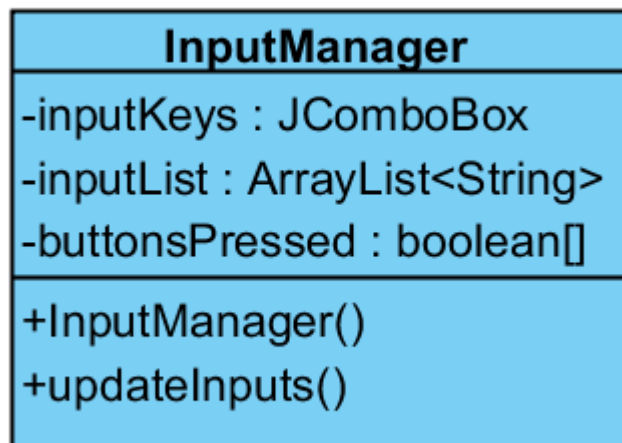 InputManager
-inputKeys : JComboBox
-inputList : ArrayList<String>
-buttonsPressed : boolean[]
+InputManager()
+updateInputs()